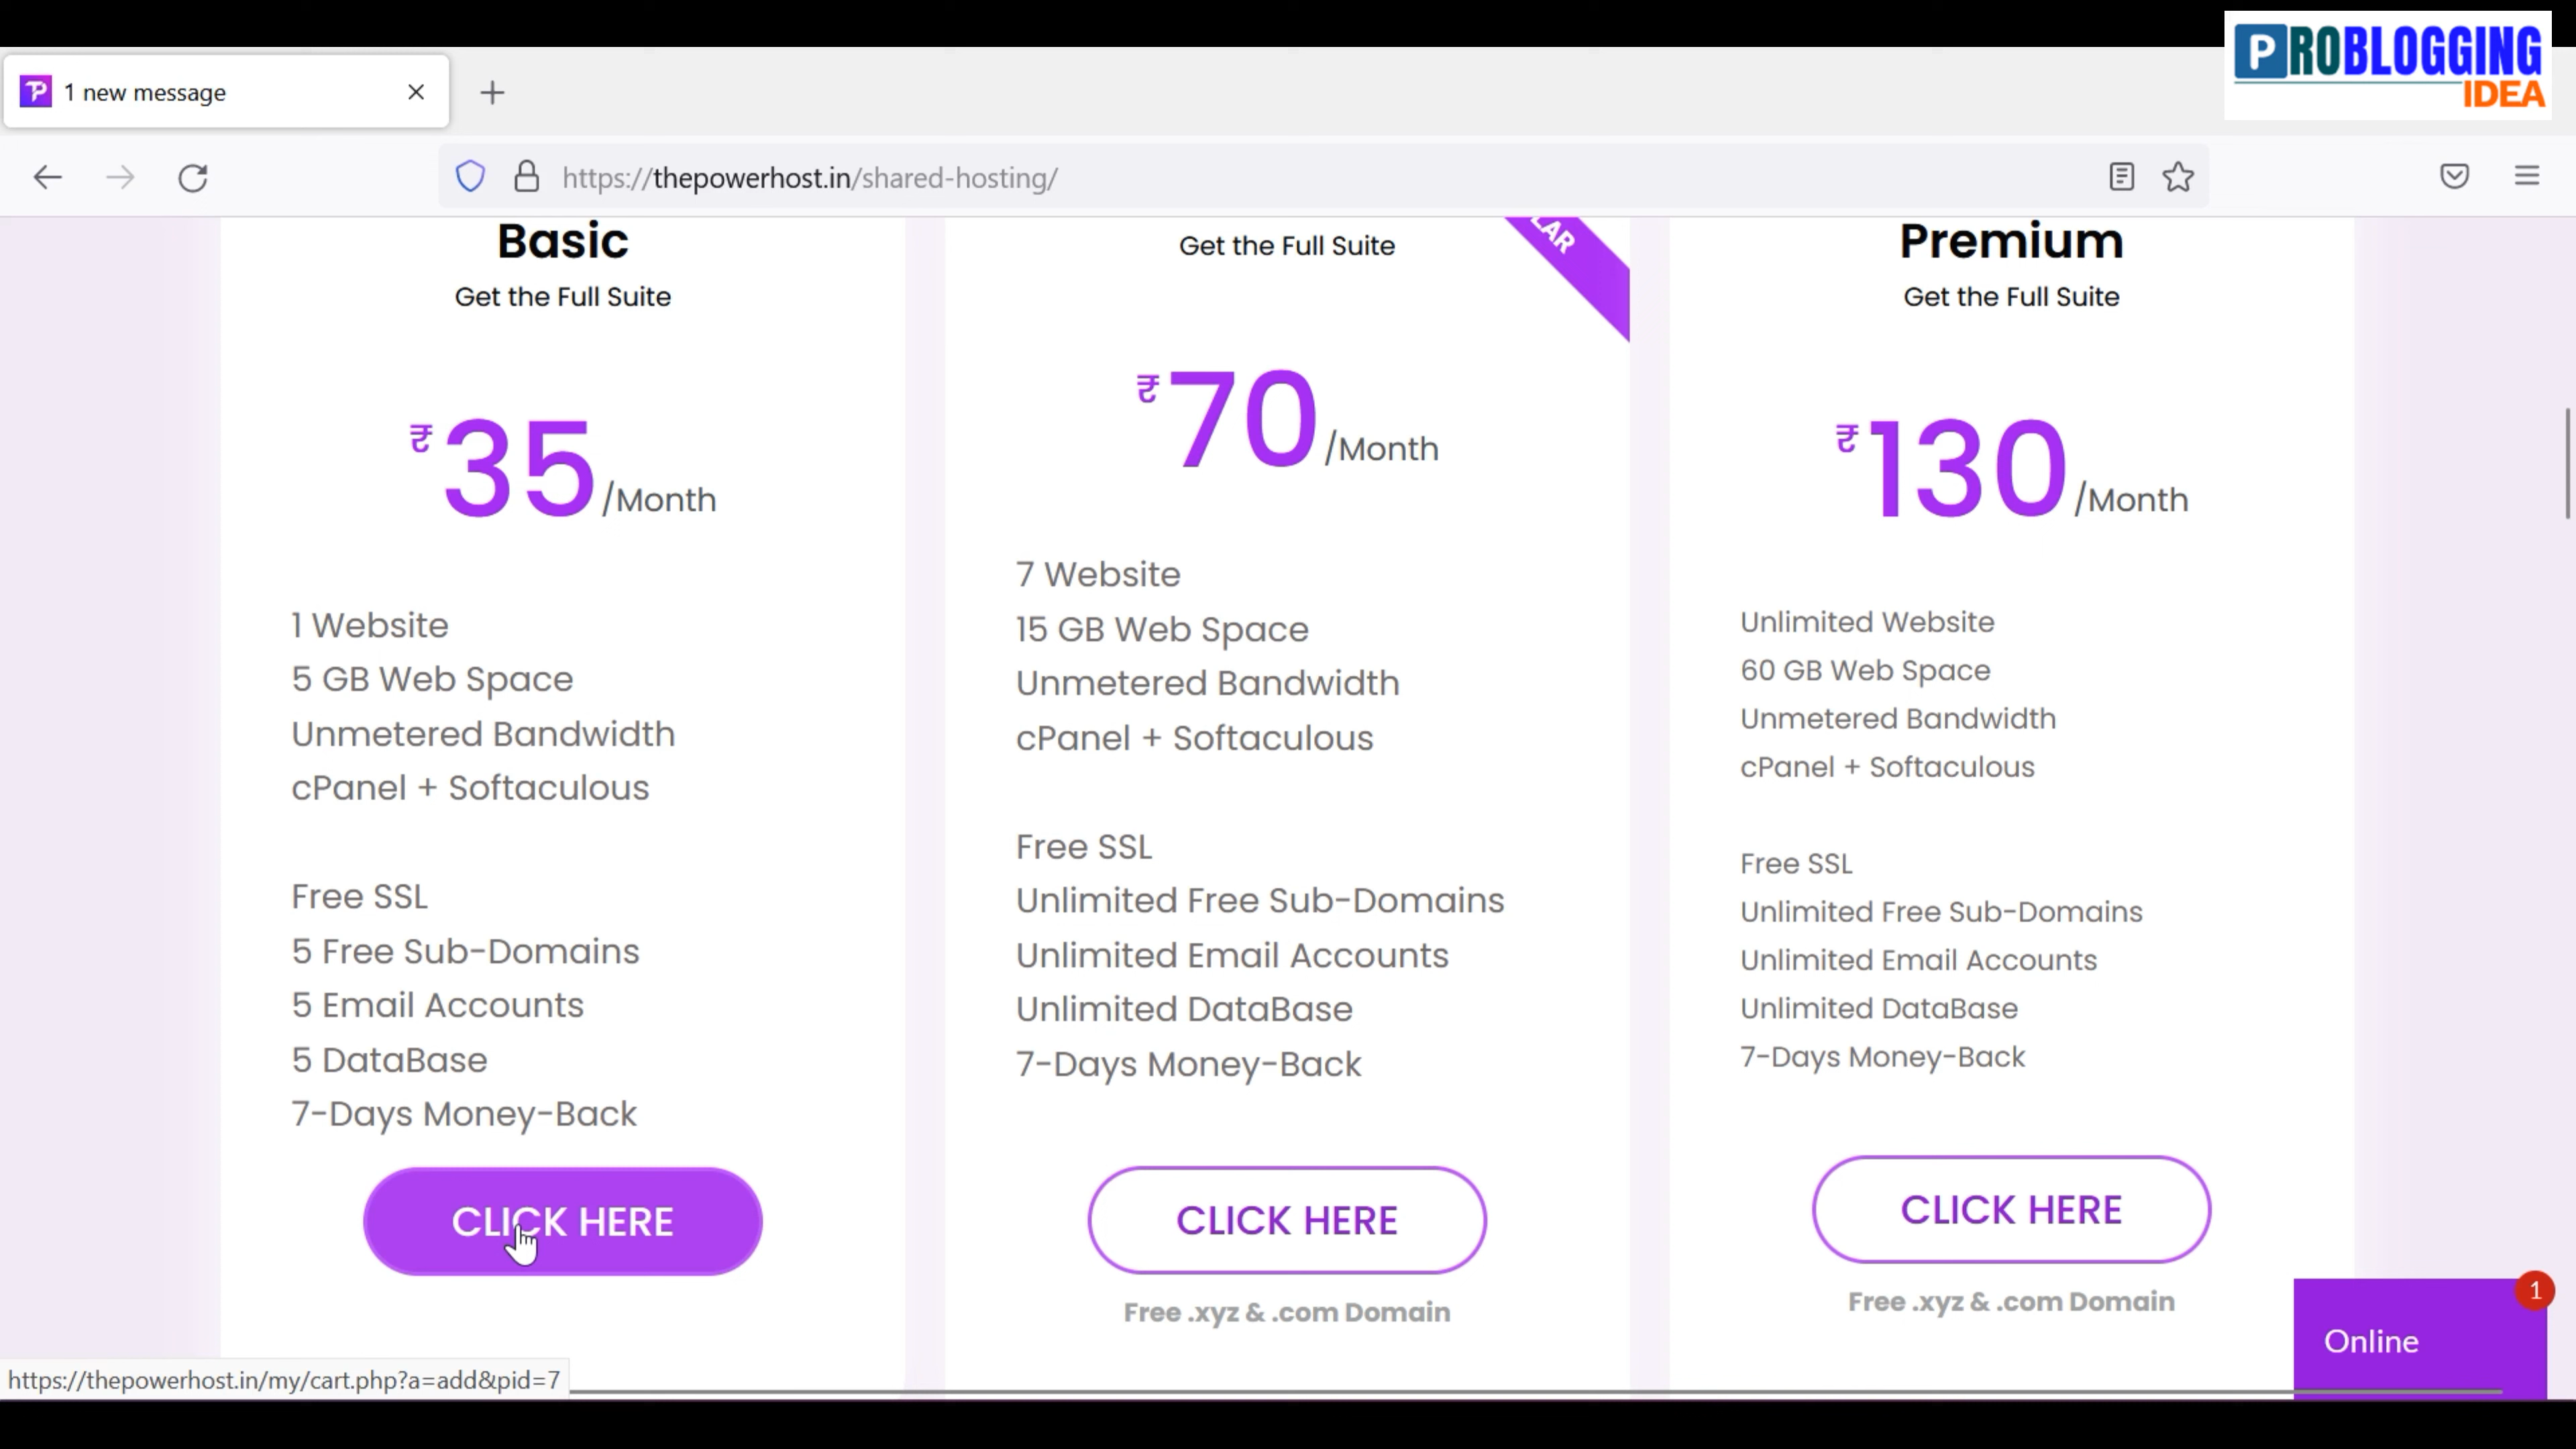 PROBLOGGING
IDEA
1 new message
https://thepowerhost.in/shared-hosting/
Basic
Get the Full Suite
₹35/Month
1 Website
5 GB Web Space
Unmetered Bandwidth
cPanel + Softaculous
Free SSL
5 Free Sub-Domains
5 Email Accounts
5 DataBase
7-Days Money-Back
CLICK HERE
Get the Full Suite
₹70/Month
7 Website
15 GB Web Space
Unmetered Bandwidth
cPanel + Softaculous
Free SSL
Unlimited Free Sub-Domains
Unlimited Email Accounts
Unlimited DataBase
7-Days Money-Back
CLICK HERE
Free .xyz & .com Domain
Premium
Get the Full Suite
₹130/Month
Unlimited Website
60 GB Web Space
Unmetered Bandwidth
cPanel + Softaculous
Free SSL
Unlimited Free Sub-Domains
Unlimited Email Accounts
Unlimited DataBase
7-Days Money-Back
CLICK HERE
Free .xyz & .com Domain
1
Online
https://thepowerhost.in/my/cart.php?a=add&pid=7